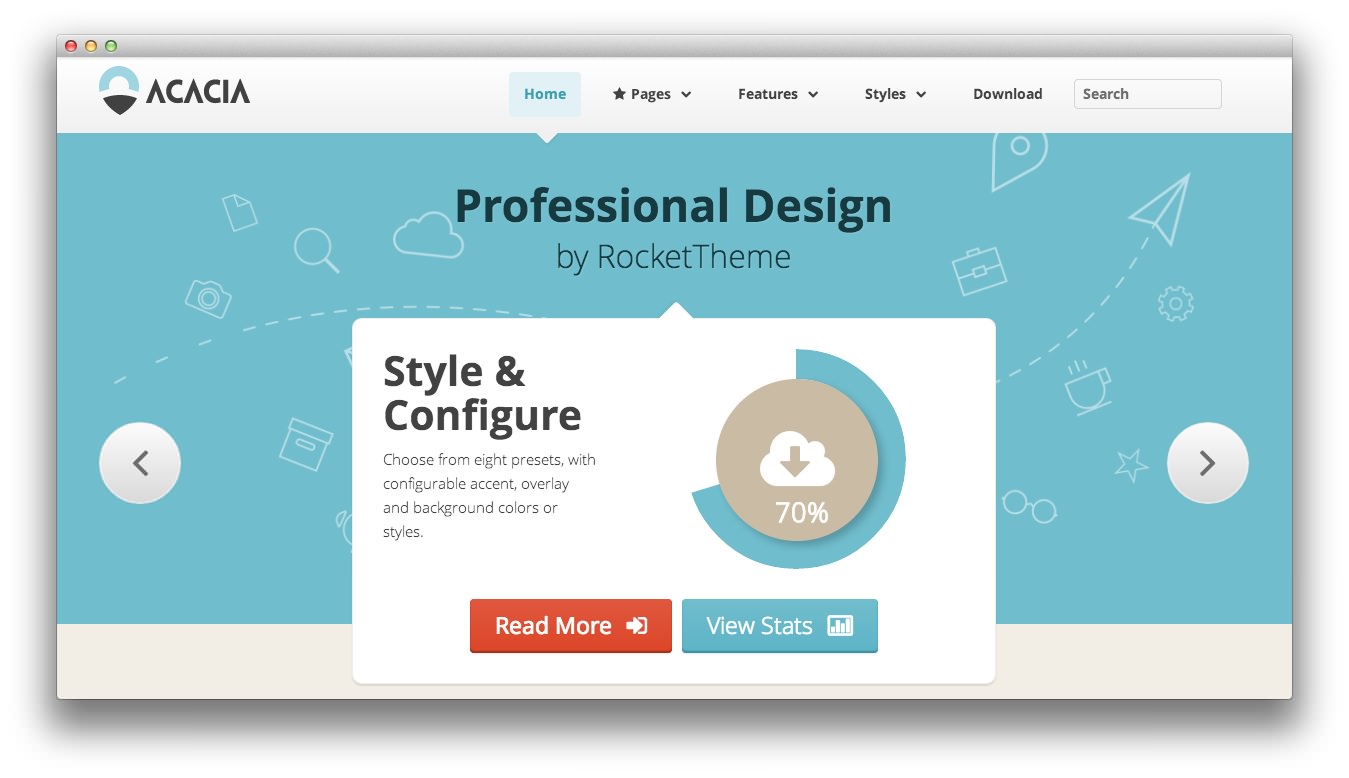 ACACIA
Home
Pages
Features
Styles
Download
Search
Professional Design
by RocketTheme
Style &
Configure
Choose from eight presets, with
configurable accent, overlay
and background colors or
styles.
70%
Read More
View Stats